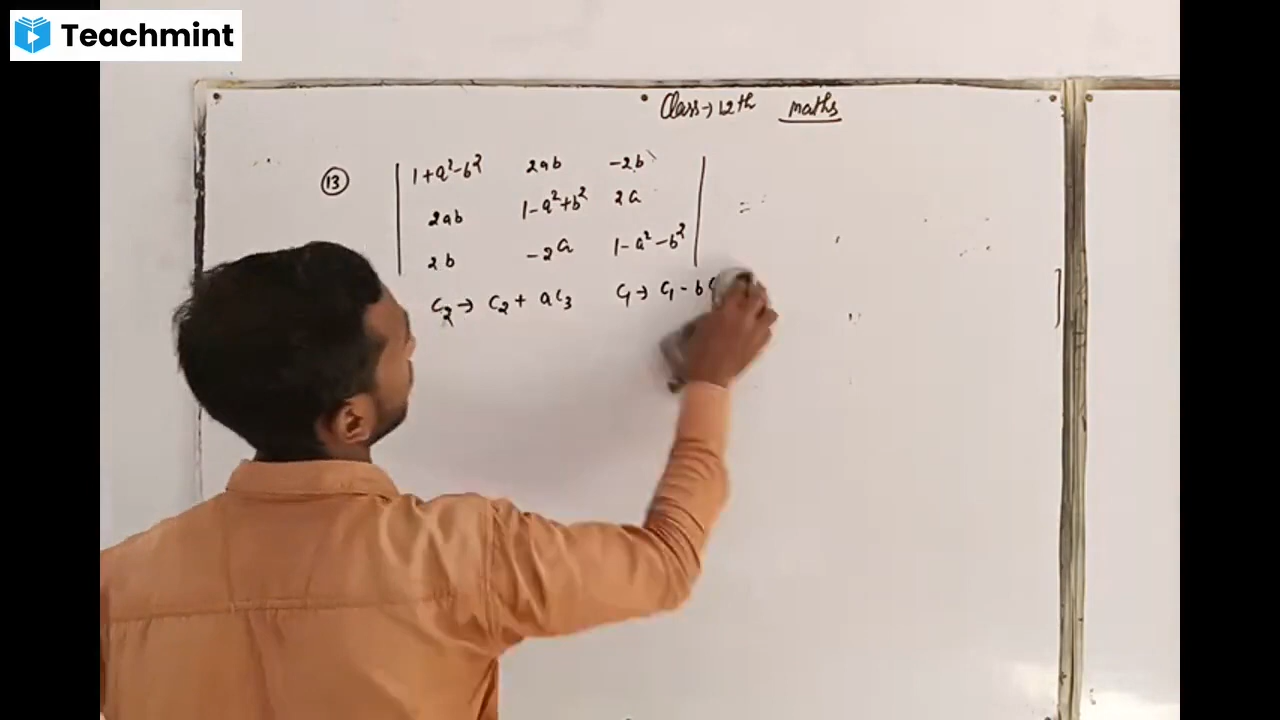 Teachmint
Class→12th maths
13 | 1+a²-b² 2ab -2b |
| 2ab 1-a²+b² 2a | =
| 2b -2a 1-a²-b² |
C₂→ C₂+ aC₃ C₁→ C₁-bC